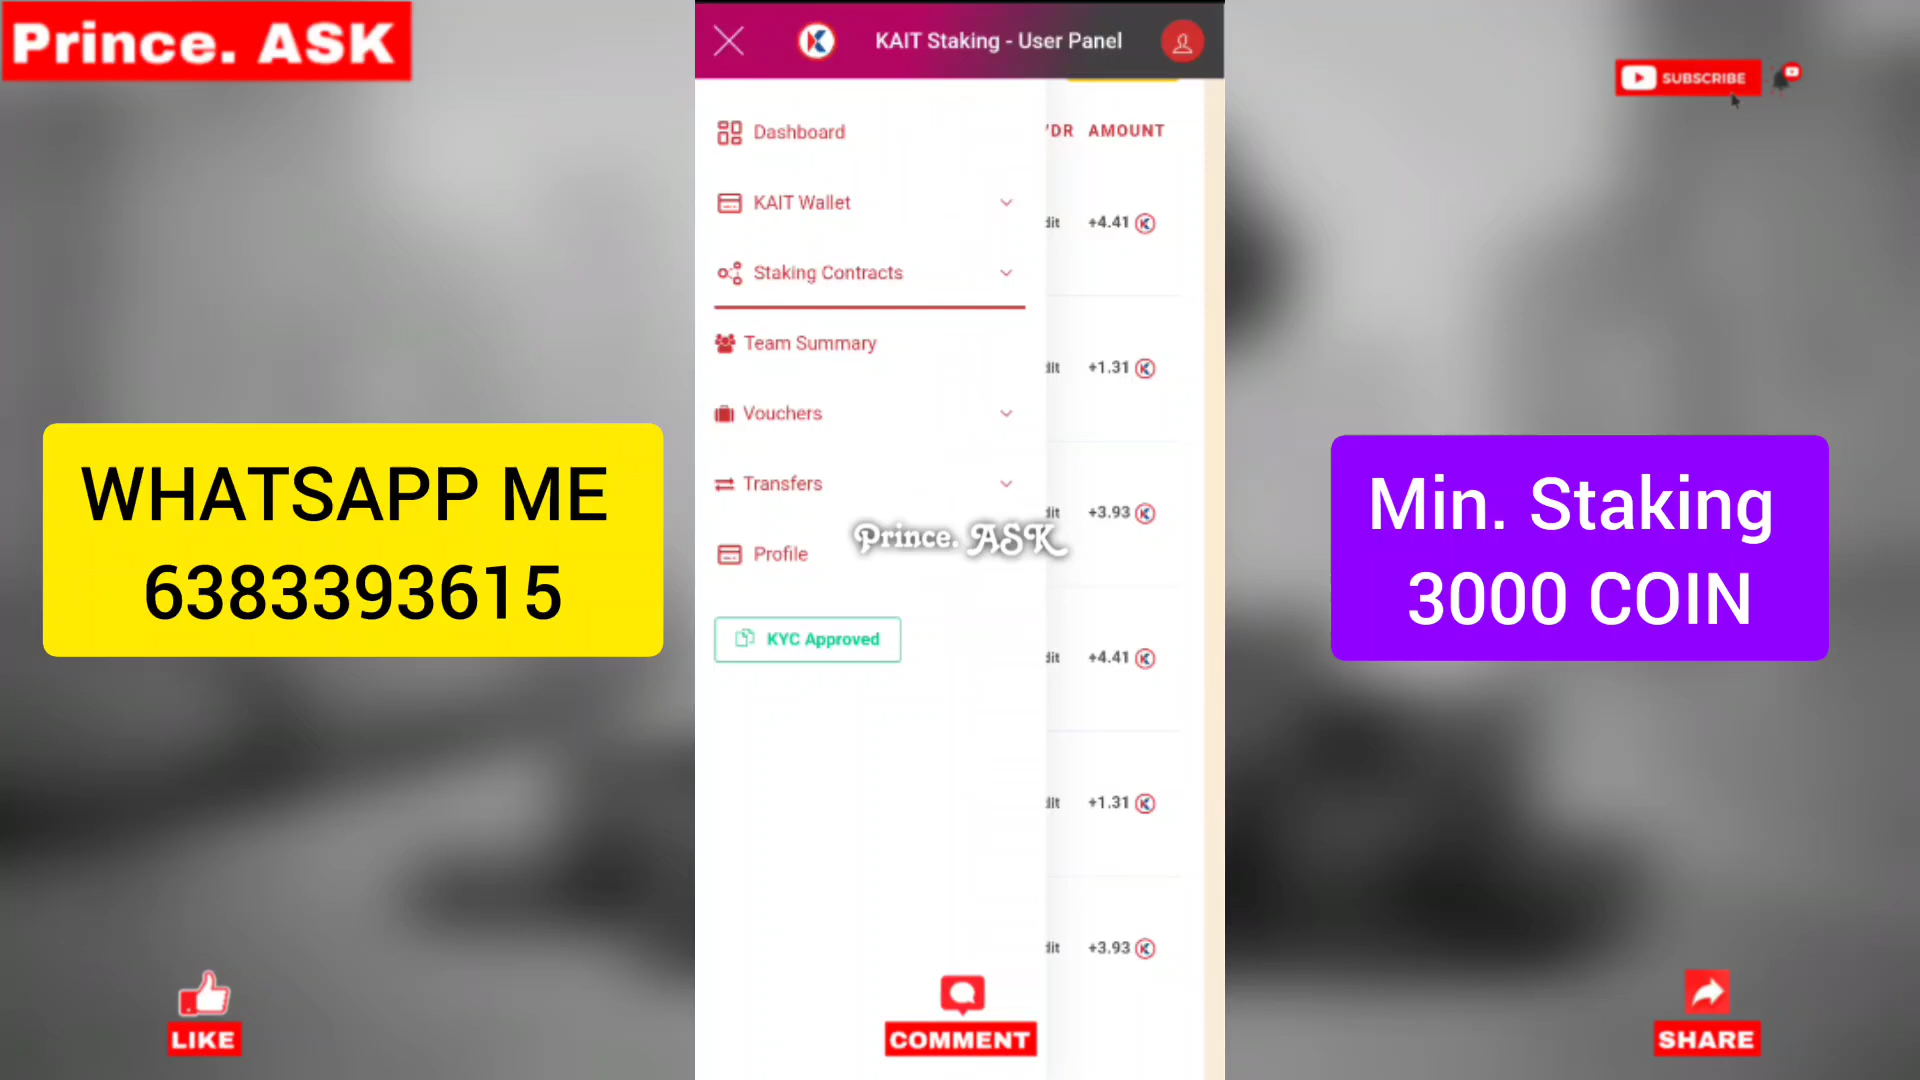 Prince. ASK
KAIT Staking - User Panel
SUBSCRIBE
Dashboard
AMOUNT
KAIT Wallet
+4.41
Staking Contracts
Team Summary
+1.31
Vouchers
Transfers
+3.93
Prince. ASK
Profile
WHATSAPP ME
6383393615
Min. Staking
3000 COIN
KYC Approved
+4.41
+1.31
+3.93
LIKE
COMMENT
SHARE